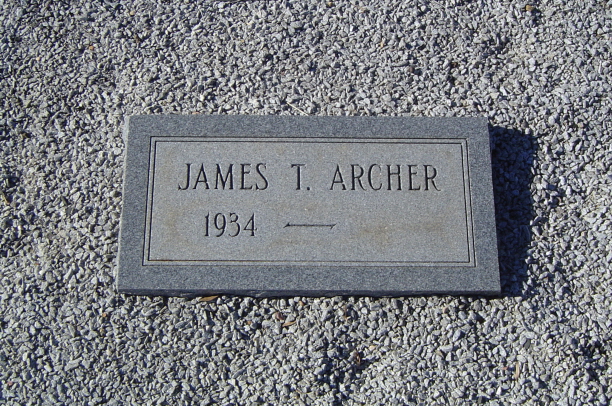 JAMES T. ARCHER
1934 —